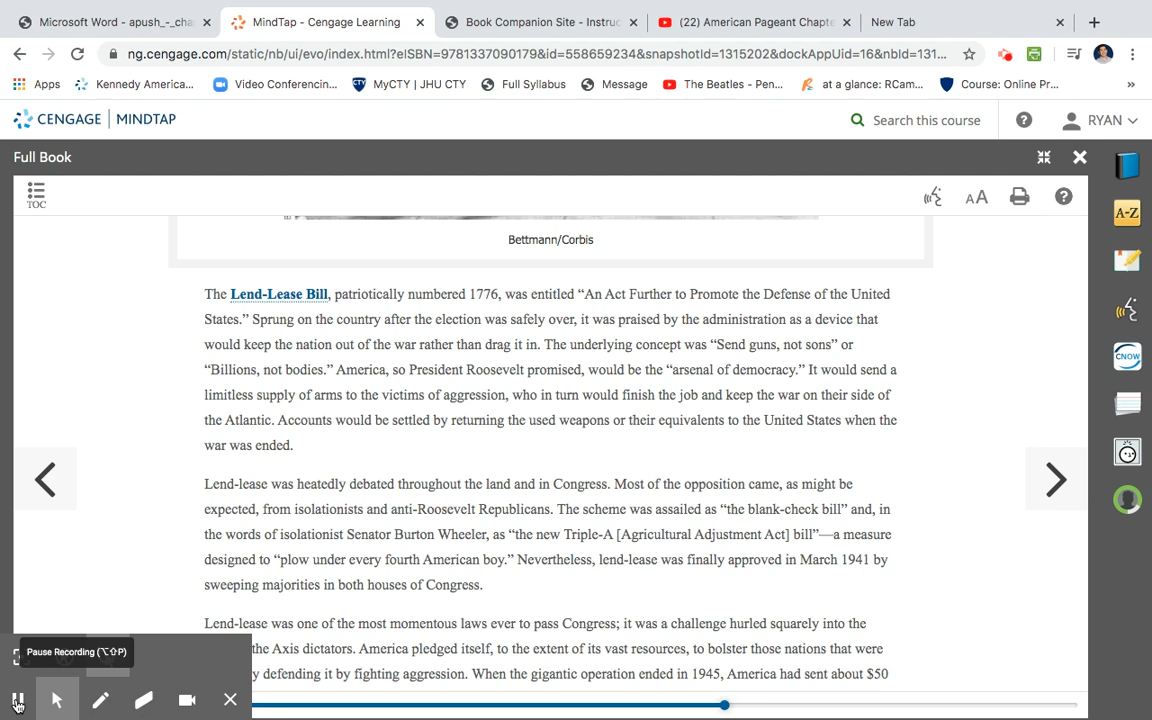 Microsoft Word - apush_-_cha
MindTap - Cengage Learning
Book Companion Site - Instruc
(22) American Pageant Chapte
New Tab
ng.cengage.com/static/nb/ui/evo/index.html?eISBN=9781337090179&id=558659234&snapshotId=1315202&dockAppUid=16&nbId=131...
Apps
Kennedy America...
Video Conferencin...
CTY
MyCTY | JHU CTY
Full Syllabus
Message
The Beatles - Pen...
at a glance: RCam...
Course: Online Pr...
»
CENGAGE | MINDTAP
Search this course
RYAN
Full Book
TOC
AA
A-Z
CNOW
Bettmann/Corbis
The Lend-Lease Bill, patriotically numbered 1776, was entitled “An Act Further to Promote the Defense of the United
States.” Sprung on the country after the election was safely over, it was praised by the administration as a device that
would keep the nation out of the war rather than drag it in. The underlying concept was “Send guns, not sons” or
“Billions, not bodies.” America, so President Roosevelt promised, would be the “arsenal of democracy.” It would send a
limitless supply of arms to the victims of aggression, who in turn would finish the job and keep the war on their side of
the Atlantic. Accounts would be settled by returning the used weapons or their equivalents to the United States when the
war was ended.
Lend-lease was heatedly debated throughout the land and in Congress. Most of the opposition came, as might be
expected, from isolationists and anti-Roosevelt Republicans. The scheme was assailed as “the blank-check bill” and, in
the words of isolationist Senator Burton Wheeler, as “the new Triple-A [Agricultural Adjustment Act] bill”—a measure
designed to “plow under every fourth American boy.” Nevertheless, lend-lease was finally approved in March 1941 by
sweeping majorities in both houses of Congress.
Lend-lease was one of the most momentous laws ever to pass Congress; it was a challenge hurled squarely into the
the Axis dictators. America pledged itself, to the extent of its vast resources, to bolster those nations that were
y defending it by fighting aggression. When the gigantic operation ended in 1945, America had sent about $50
Pause Recording (⌥⇧P)